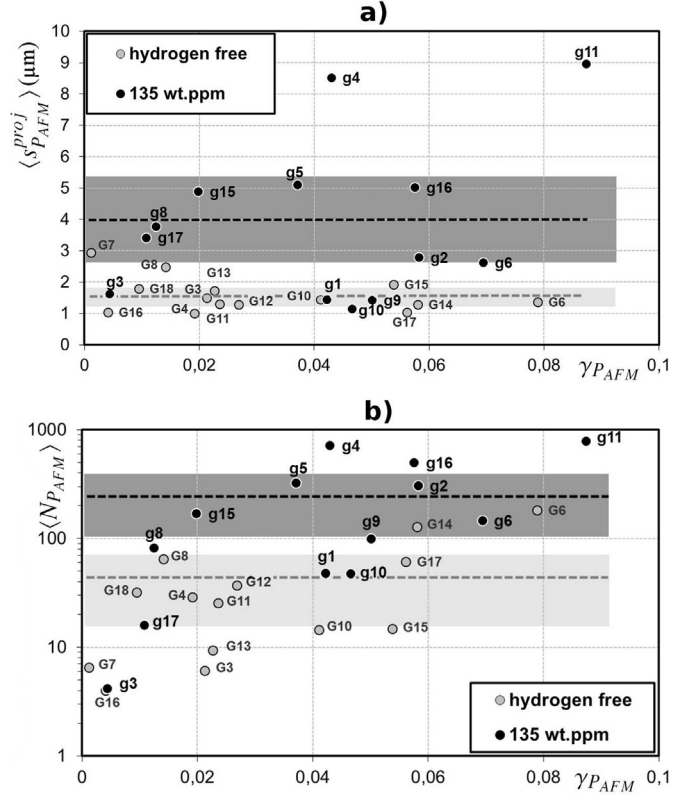 a)
10
9
8
7
6
5
4
3
2
1
0
⟨s^{proj}_{P_{AFM}}⟩ (μm)
hydrogen free
135 wt.ppm
g11
g4
g5
g15
g16
g8
g17
G7
G8
g2
g6
g3
G18
G3
G13
G10
g1
G15
g9
G16
G4
G11
G12
g10
G17
G14
G6
0
0,02
0,04
0,06
0,08
0,1
γ_{P_{AFM}}
b)
1000
100
10
1
⟨N_{P_{AFM}}⟩
g4
g11
g16
g5
g2
g15
g9
G14
g6
G6
g8
G8
g1
g10
G17
G18
G4
G12
G11
g17
G10
G15
G13
G7
G3
g3
G16
hydrogen free
135 wt.ppm
0
0,02
0,04
0,06
0,08
0,1
γ_{P_{AFM}}